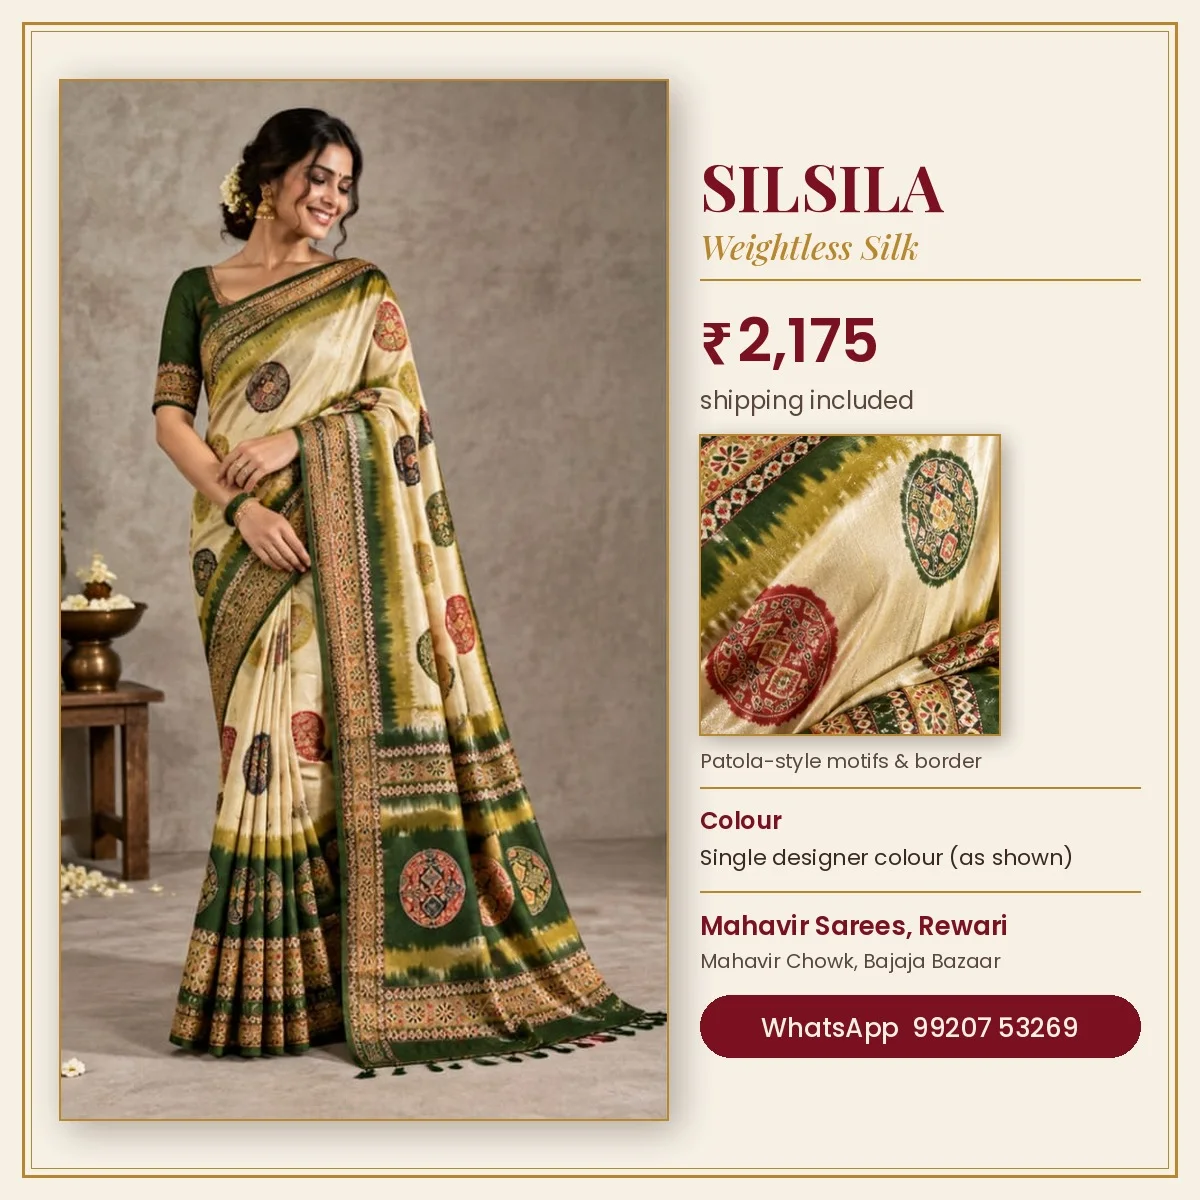 SILSILA
Weightless Silk
₹2,175
shipping included
Patola-style motifs & border
Colour
Single designer colour (as shown)
Mahavir Sarees, Rewari
Mahavir Chowk, Bajaja Bazaar
WhatsApp 99207 53269